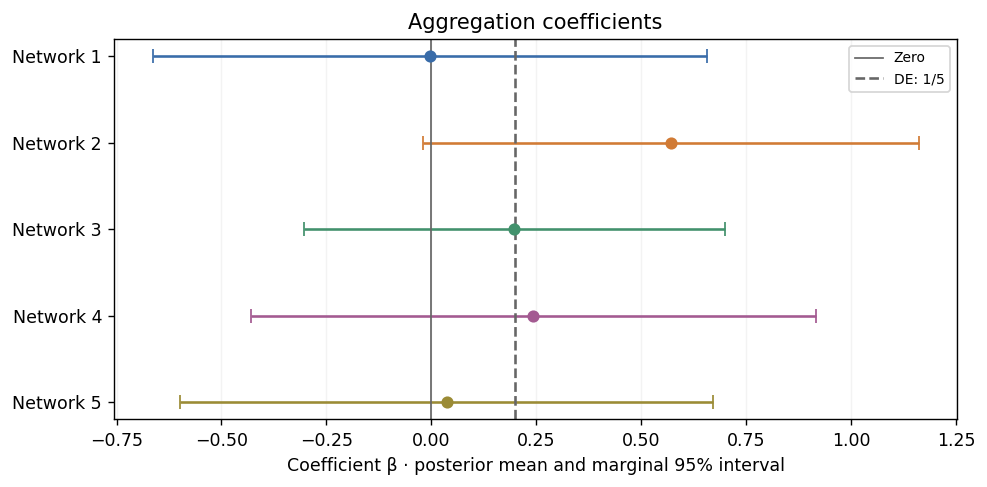 Aggregation coefficients
Network 1
Network 2
Network 3
Network 4
Network 5
Zero
DE: 1/5
−0.75 −0.50 −0.25 0.00 0.25 0.50 0.75 1.00 1.25
Coefficient β · posterior mean and marginal 95% interval